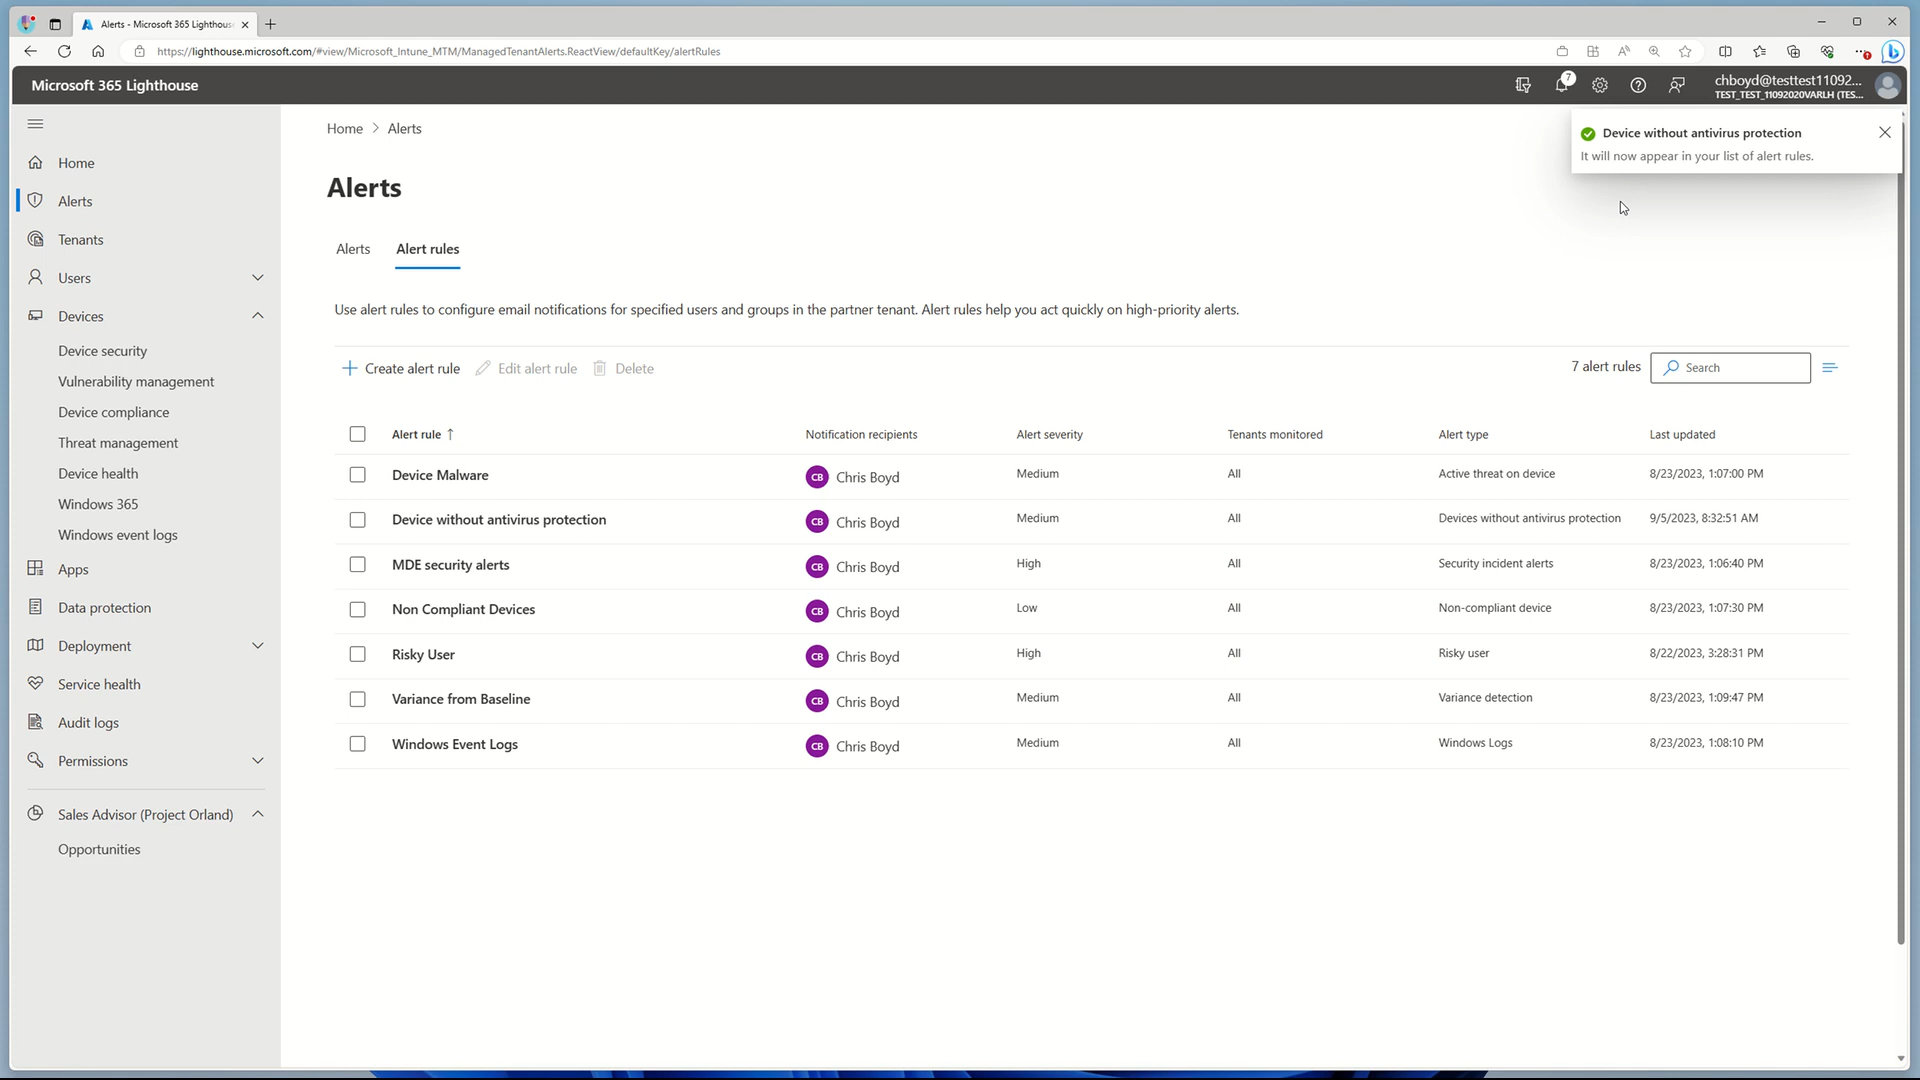 Alerts - Microsoft 365 Lighthouse
https://lighthouse.microsoft.com/#view/Microsoft_Intune_MTM/ManagedTenantAlerts.ReactView/defaultKey/alertRules
Microsoft 365 Lighthouse
7
chboyd@testtest11092...
TEST_TEST_11092020VARLH (TES...
Device without antivirus protection
It will now appear in your list of alert rules.
Home
Alerts
Tenants
Users
Devices
Device security
Vulnerability management
Device compliance
Threat management
Device health
Windows 365
Windows event logs
Apps
Data protection
Deployment
Service health
Audit logs
Permissions
Sales Advisor (Project Orland)
Opportunities
Home > Alerts
Alerts
Alerts Alert rules
Use alert rules to configure email notifications for specified users and groups in the partner tenant. Alert rules help you act quickly on high-priority alerts.
Create alert rule Edit alert rule Delete 7 alert rules Search
Alert rule ↑ Notification recipients Alert severity Tenants monitored Alert type Last updated
Device Malware CB Chris Boyd Medium All Active threat on device 8/23/2023, 1:07:00 PM
Device without antivirus protection CB Chris Boyd Medium All Devices without antivirus protection 9/5/2023, 8:32:51 AM
MDE security alerts CB Chris Boyd High All Security incident alerts 8/23/2023, 1:06:40 PM
Non Compliant Devices CB Chris Boyd Low All Non-compliant device 8/23/2023, 1:07:30 PM
Risky User CB Chris Boyd High All Risky user 8/22/2023, 3:28:31 PM
Variance from Baseline CB Chris Boyd Medium All Variance detection 8/23/2023, 1:09:47 PM
Windows Event Logs CB Chris Boyd Medium All Windows Logs 8/23/2023, 1:08:10 PM